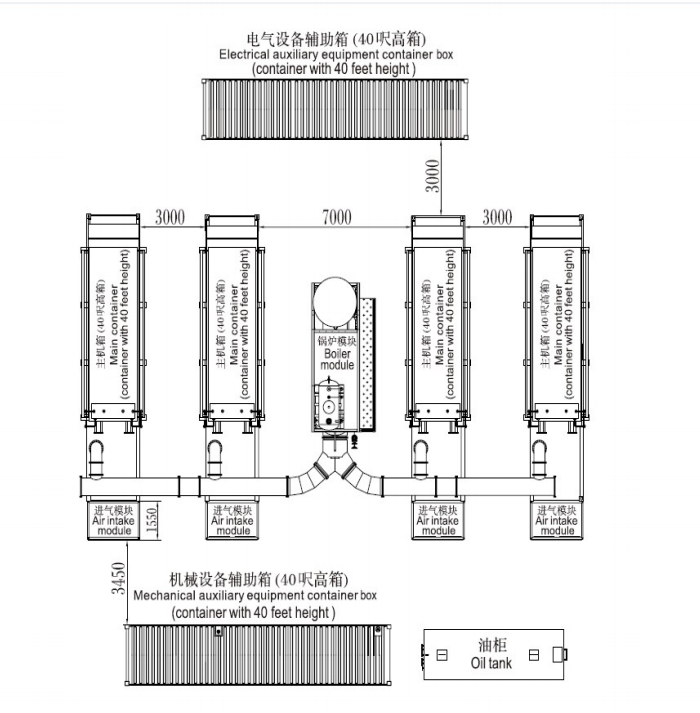 电气设备辅助箱 (40呎高箱)
Electrical auxiliary equipment container box
(container with 40 feet height )
3000
3000
7000
3000
主机箱 (40呎高箱)
Main container
(container with 40 feet height)
主机箱 (40呎高箱)
Main container
(container with 40 feet height)
锅炉模块
Boiler
module
主机箱 (40呎高箱)
Main container
(container with 40 feet height)
主机箱 (40呎高箱)
Main container
(container with 40 feet height)
进气模块
Air intake
module
1550
进气模块
Air intake
module
进气模块
Air intake
module
进气模块
Air intake
module
3450
机械设备辅助箱 (40呎高箱)
Mechanical auxiliary equipment container box
(container with 40 feet height )
油柜
Oil tank